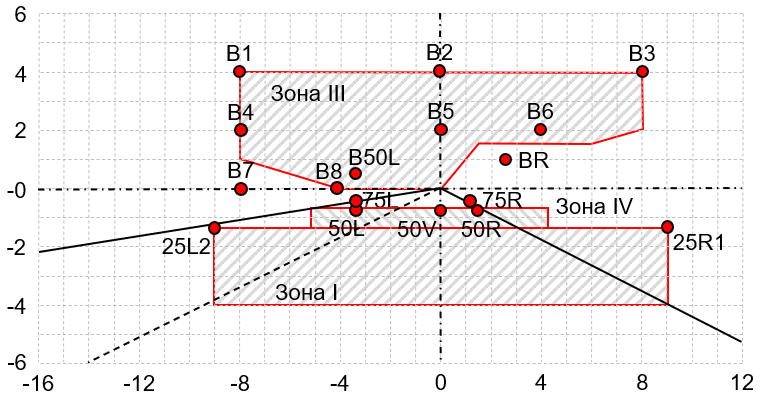 6
4
2
-0
-2
-4
-6
B1
B2
B3
Зона III
B4
B5
B6
B50L
BR
B7
B8
75L
75R
Зона IV
50L
50V
50R
25L2
25R1
Зона I
-16
-12
-8
-4
0
4
8
12